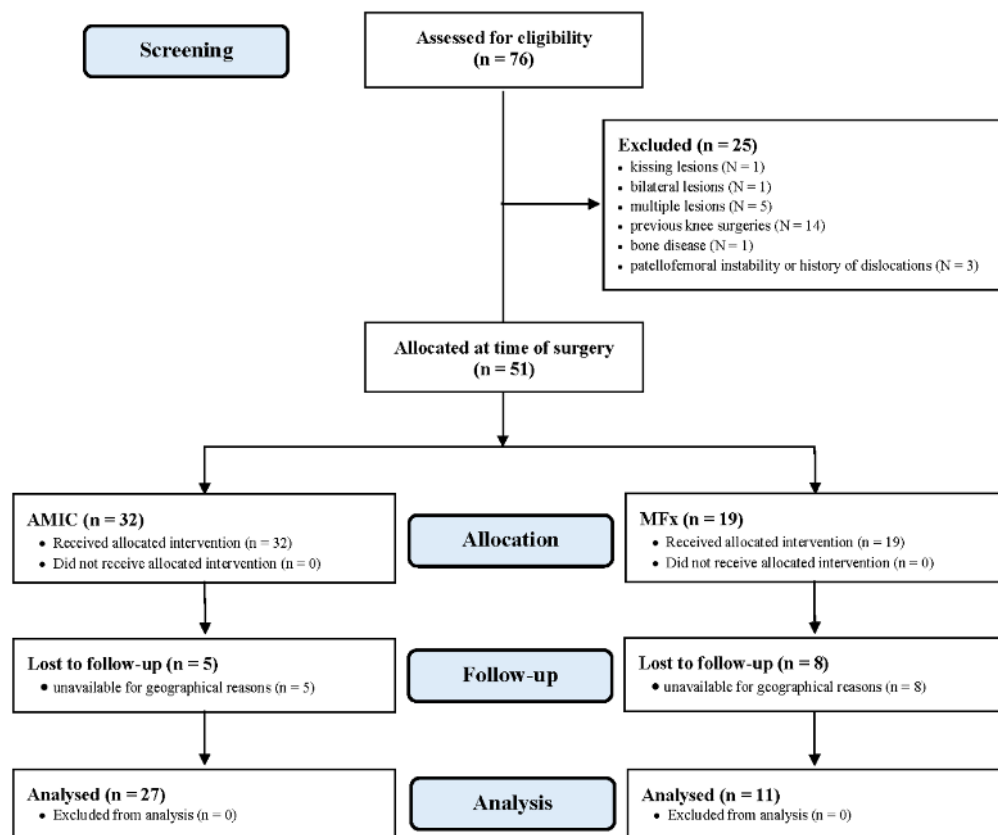 Screening
Assessed for eligibility
(n = 76)
Excluded (n = 25)
• kissing lesions (N = 1)
• bilateral lesions (N = 1)
• multiple lesions (N = 5)
• previous knee surgeries (N = 14)
• bone disease (N = 1)
• patellofemoral instability or history of dislocations (N = 3)
Allocated at time of surgery
(n = 51)
AMIC (n = 32)
• Received allocated intervention (n = 32)
• Did not receive allocated intervention (n = 0)
Allocation
MFx (n = 19)
• Received allocated intervention (n = 19)
• Did not receive allocated intervention (n = 0)
Lost to follow-up (n = 5)
• unavailable for geographical reasons (n = 5)
Follow-up
Lost to follow-up (n = 8)
• unavailable for geographical reasons (n = 8)
Analysed (n = 27)
• Excluded from analysis (n = 0)
Analysis
Analysed (n = 11)
• Excluded from analysis (n = 0)